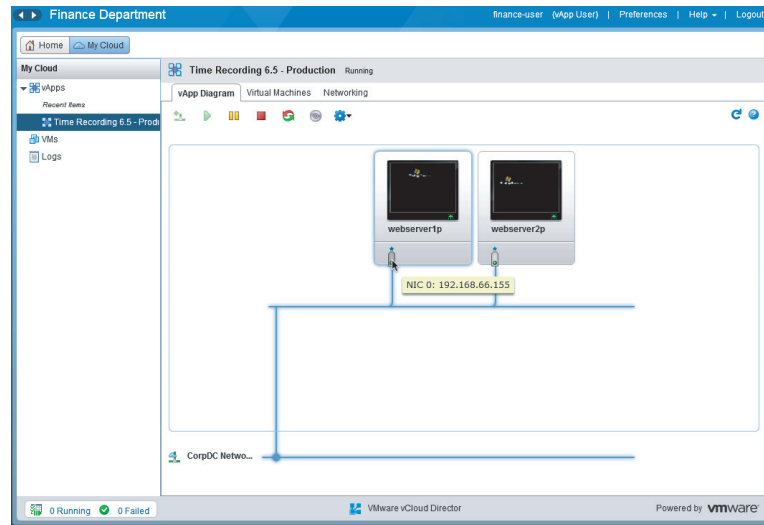 Finance Department
finance-user (vApp User) | Preferences | Help | Logout
Home My Cloud
My Cloud
Time Recording 6.5 - Production Running
vApps
vApp Diagram Virtual Machines Networking
Recent Items
Time Recording 6.5 - Produ
VMs
Logs
webserver1p webserver2p
NIC 0: 192.168.66.155
CorpDC Netwo...
0 Running 0 Failed
VMware vCloud Director
Powered by vmware